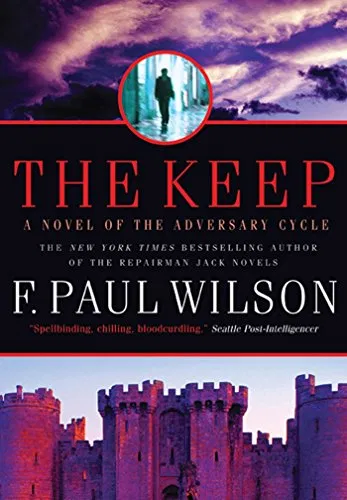 THE KEEP
A NOVEL OF THE ADVERSARY CYCLE
THE NEW YORK TIMES BESTSELLING AUTHOR
OF THE REPAIRMAN JACK NOVELS
F. PAUL WILSON
"Spellbinding, chilling, bloodcurdling." Seattle Post-Intelligencer